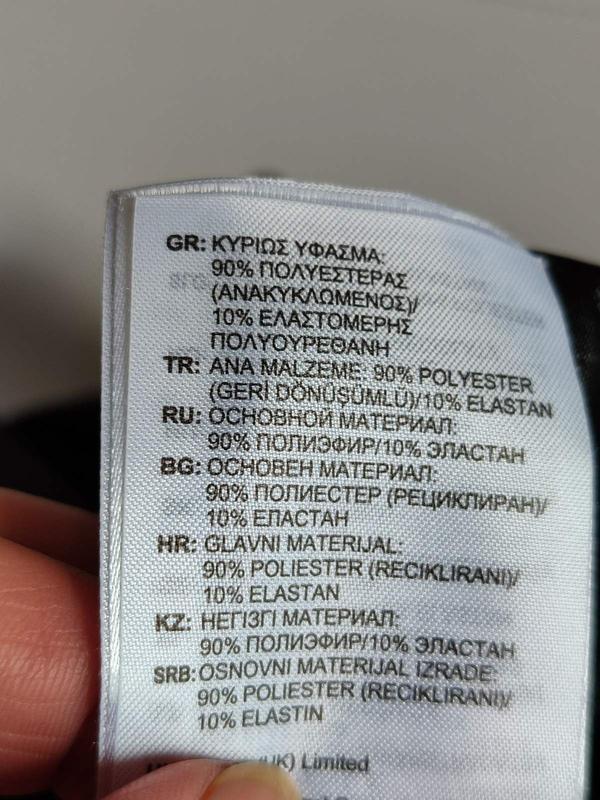 GR: ΚΥΡΙΩΣ ΥΦΑΣΜΑ:
90% ΠΟΛΥΕΣΤΕΡΑΣ
(ΑΝΑΚΥΚΛΩΜΕΝΟΣ)/
10% ΕΛΑΣΤΟΜΕΡΗΣ
ΠΟΛΥΟΥΡΕΘΑΝΗ
TR: ANA MALZEME: 90% POLYESTER
(GERİ DÖNÜŞÜMLÜ)/10% ELASTAN
RU: ОСНОВНОЙ МАТЕРИАЛ:
90% ПОЛИЭФИР/10% ЭЛАСТАН
BG: ОСНОВЕН МАТЕРИАЛ:
90% ПОЛИЕСТЕР (РЕЦИКЛИРАН)/
10% ЕЛАСТАН
HR: GLAVNI MATERIJAL:
90% POLIESTER (RECIKLIRANI)/
10% ELASTAN
KZ: НЕГІЗГІ МАТЕРИАЛ:
90% ПОЛИЭФИР/10% ЭЛАСТАН
SRB: OSNOVNI MATERIJAL IZRADE:
90% POLIESTER (RECIKLIRANI)/
10% ELASTIN
(UK) Limited